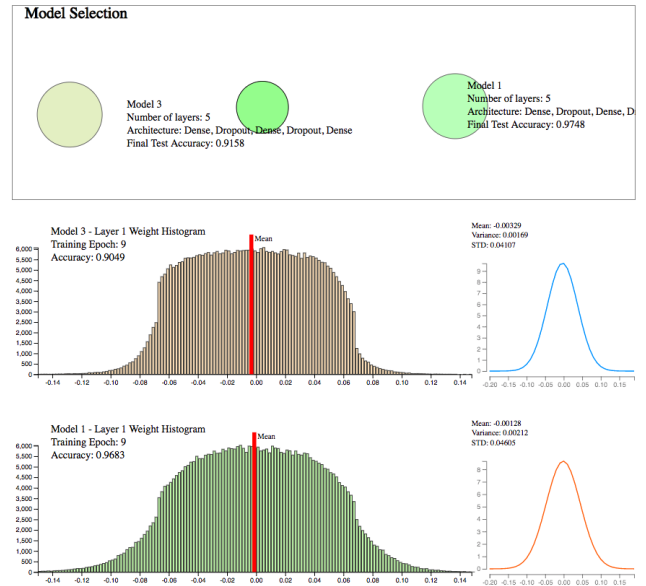 Model Selection
Model 3
Number of layers: 5
Architecture: Dense, Dropout, Dense, Dropout, Dense
Final Test Accuracy: 0.9158
Model 1
Number of layers: 5
Architecture: Dense, Dropout, Dense, D
Final Test Accuracy: 0.9748
Model 3 - Layer 1 Weight Histogram
Training Epoch: 9
Accuracy: 0.9049
Mean
6,000
5,500
5,000
4,500
4,000
3,500
3,000
2,500
2,000
1,500
1,000
500
0
-0.14 -0.12 -0.10 -0.08 -0.06 -0.04 -0.02 0.00 0.02 0.04 0.06 0.08 0.10 0.12 0.14
Mean: -0.00329
Variance: 0.00169
STD: 0.04107
9
8
7
6
5
4
3
2
1
0
-0.20 -0.15 -0.10 -0.05 0.00 0.05 0.10 0.15
Model 1 - Layer 1 Weight Histogram
Training Epoch: 9
Accuracy: 0.9683
Mean
6,000
5,500
5,000
4,500
4,000
3,500
3,000
2,500
2,000
1,500
1,000
500
0
-0.14 -0.12 -0.10 -0.08 -0.06 -0.04 -0.02 0.00 0.02 0.04 0.06 0.08 0.10 0.12 0.14
Mean: -0.00128
Variance: 0.00212
STD: 0.04605
8
7
6
5
4
3
2
1
0
-0.20 -0.15 -0.10 -0.05 0.00 0.05 0.10 0.15